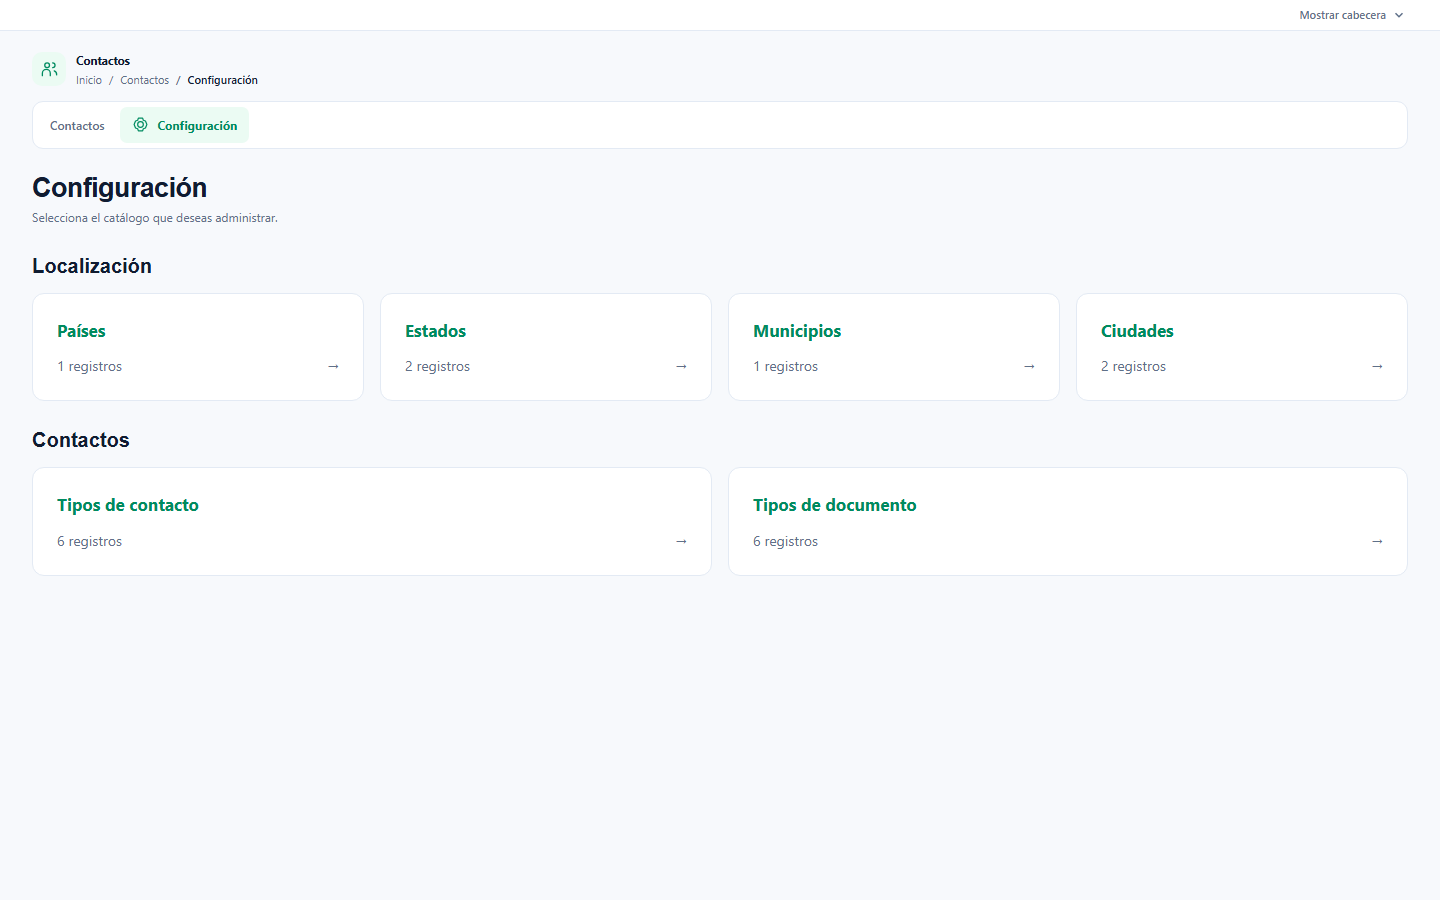 Mostrar cabecera
Contactos
Inicio / Contactos / Configuración
Contactos Configuración
Configuración
Selecciona el catálogo que deseas administrar.
Localización
Países
1 registros →
Estados
2 registros →
Municipios
1 registros →
Ciudades
2 registros →
Contactos
Tipos de contacto
6 registros →
Tipos de documento
6 registros →